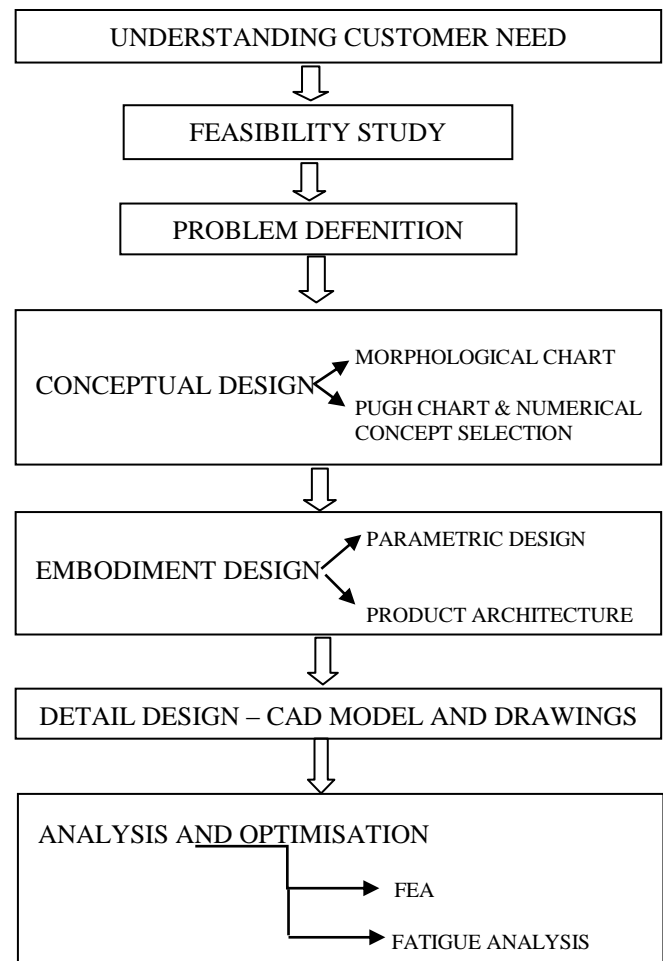 UNDERSTANDING CUSTOMER NEED
FEASIBILITY STUDY
PROBLEM DEFENITION
CONCEPTUAL DESIGN
MORPHOLOGICAL CHART
PUGH CHART & NUMERICAL
CONCEPT SELECTION
EMBODIMENT DESIGN
PARAMETRIC DESIGN
PRODUCT ARCHITECTURE
DETAIL DESIGN – CAD MODEL AND DRAWINGS
ANALYSIS AND OPTIMISATION
FEA
FATIGUE ANALYSIS